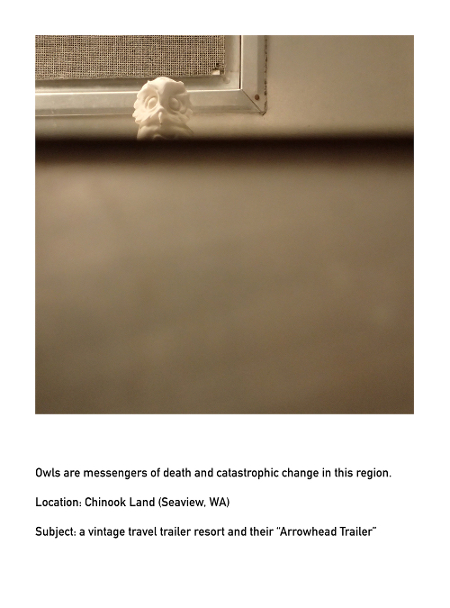 Owls are messengers of death and catastrophic change in this region.
Location: Chinook Land (Seaview, WA)
Subject: a vintage travel trailer resort and their “Arrowhead Trailer”